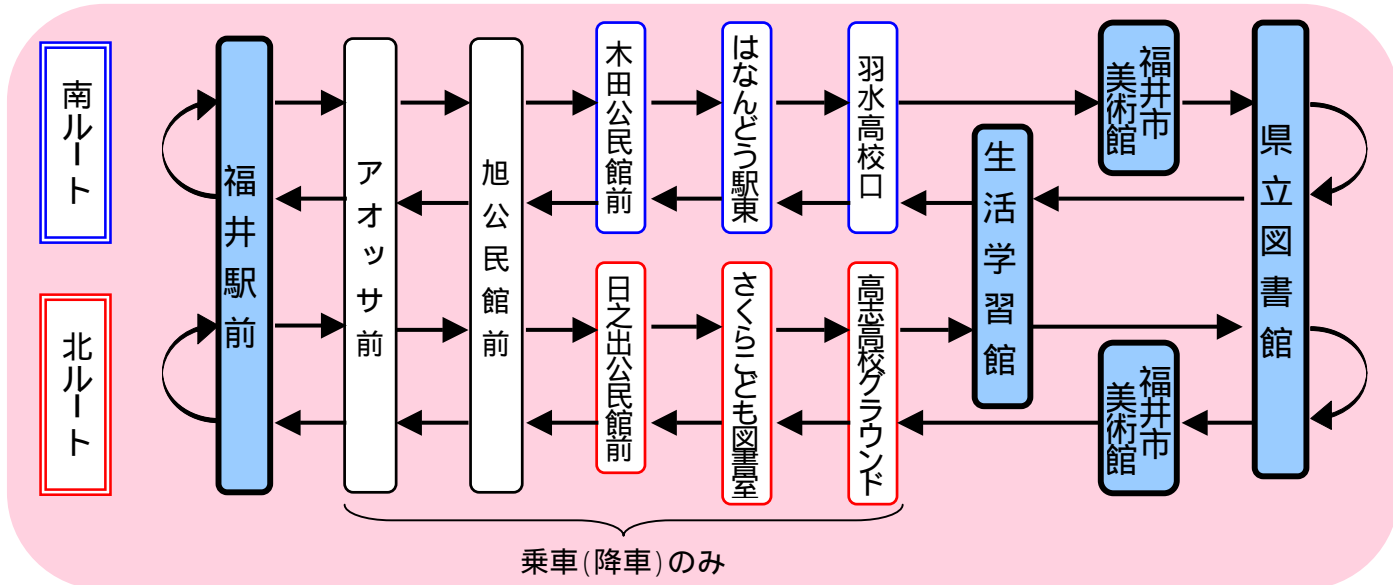 南ルート
北ルート
福井駅前
アオッサ前
旭公民館前
木田公民館前
はなんどう駅東
羽水高校口
日之出公民館前
さくらこども図書室
高志高校グラウンド
生活学習館
福井市
美術館
福井市
美術館
県立図書館
乗車(降車)のみ